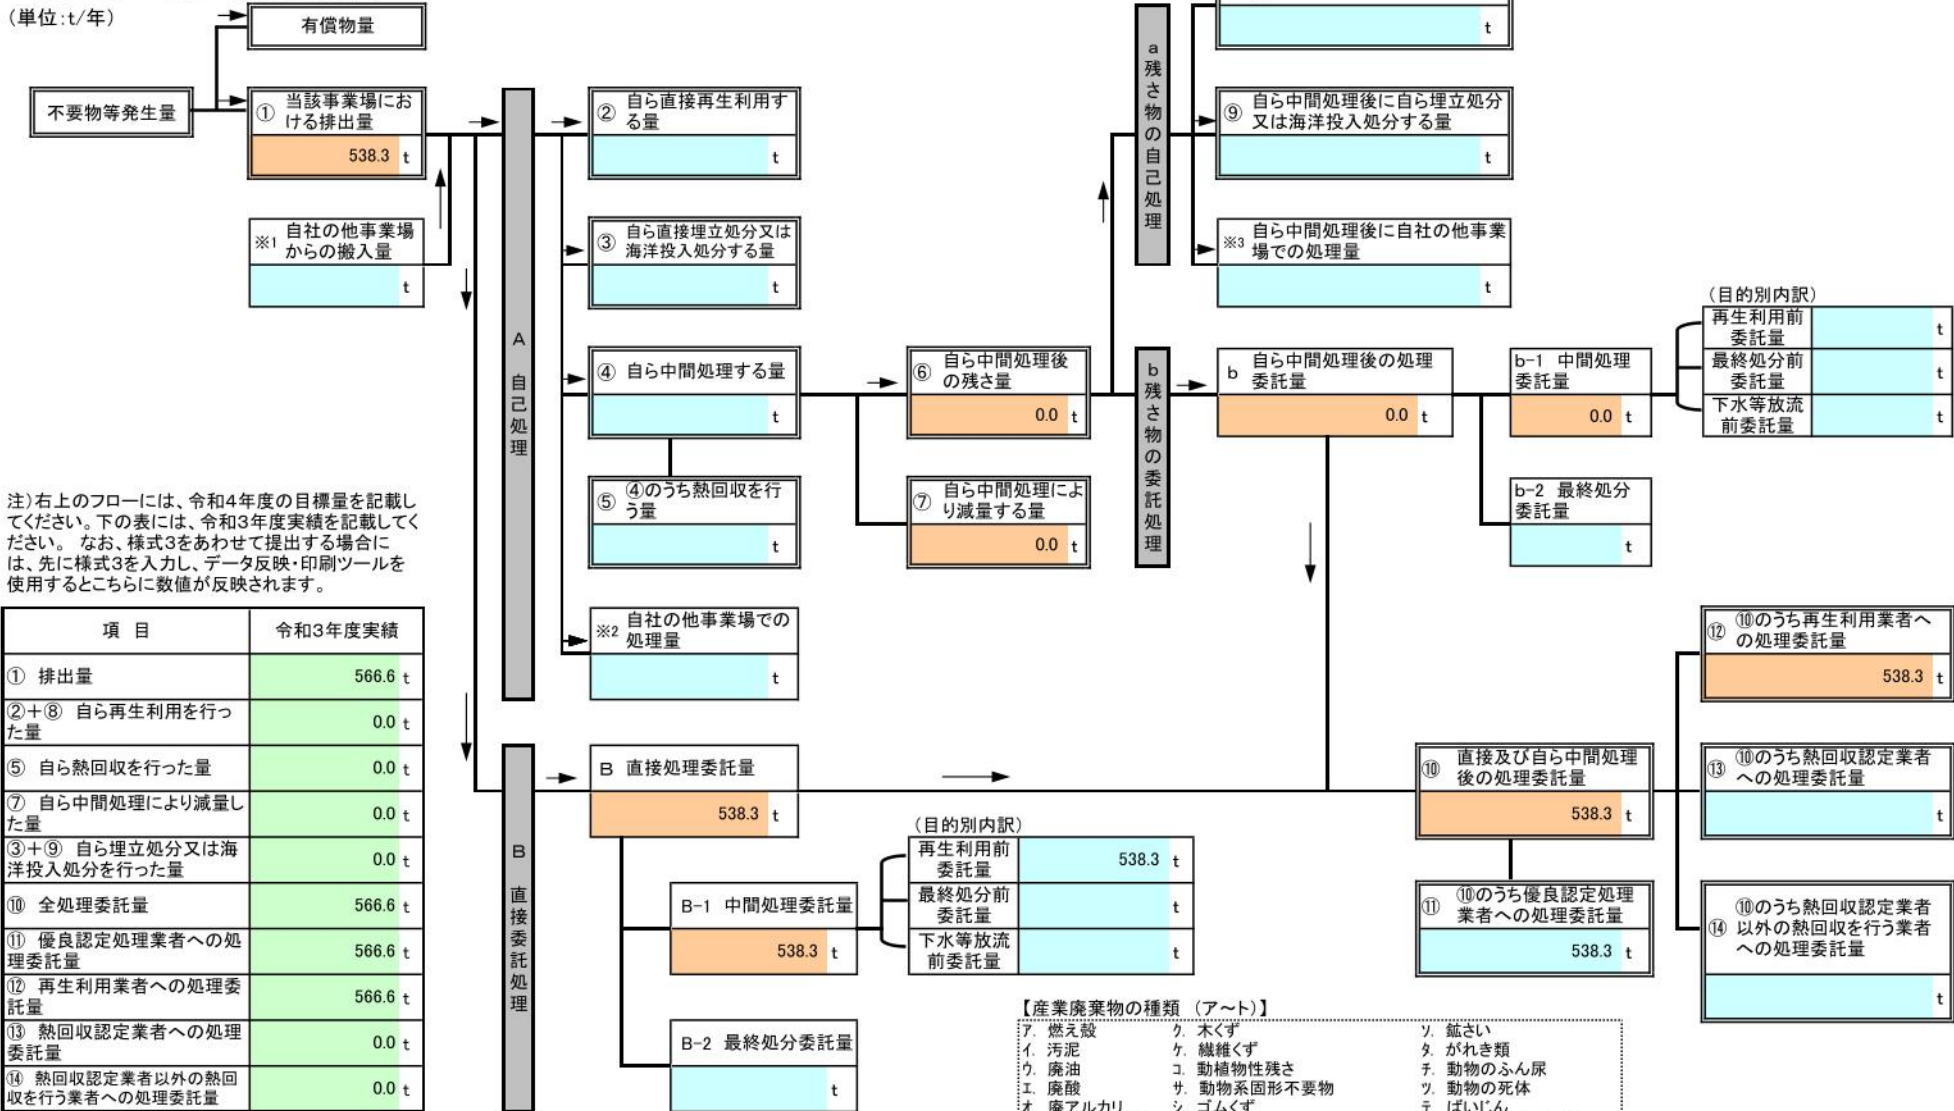 (単位:t/年)
有償物量
不要物等発生量
① 当該事業場にお
ける排出量
538.3 t
※1 自社の他事業場
からの搬入量
t
A 自己処理
② 自ら直接再生利用す
る量
t
③ 自ら直接埋立処分又は
海洋投入処分する量
t
④ 自ら中間処理する量
t
⑤ ④のうち熱回収を行
う量
t
※2 自社の他事業場での
処理量
t
⑥ 自ら中間処理後
の残さ量
0.0 t
⑦ 自ら中間処理によ
り減量する量
0.0 t
a 残さ物の自己処理
t
⑨ 自ら中間処理後に自ら埋立処分
又は海洋投入処分する量
t
※3 自ら中間処理後に自社の他事業
場での処理量
t
b 残さ物の委託処理
b 自ら中間処理後の処理
委託量
0.0 t
b-1 中間処理
委託量
0.0 t
b-2 最終処分
委託量
t
(目的別内訳)
再生利用前
委託量
t
最終処分前
委託量
t
下水等放流
前委託量
t
注)右上のフローには、令和4年度の目標量を記載し
てください。下の表には、令和3年度実績を記載してく
ださい。 なお、様式3をあわせて提出する場合に
は、先に様式3を入力し、データ反映・印刷ツールを
使用するとこちらに数値が反映されます。
項 目 令和3年度実績
① 排出量 566.6 t
②+⑧ 自ら再生利用を行っ
た量 0.0 t
⑤ 自ら熱回収を行った量 0.0 t
⑦ 自ら中間処理により減量し
た量 0.0 t
③+⑨ 自ら埋立処分又は海
洋投入処分を行った量 0.0 t
⑩ 全処理委託量 566.6 t
⑪ 優良認定処理業者への処
理委託量 566.6 t
⑫ 再生利用業者への処理委
託量 566.6 t
⑬ 熱回収認定業者への処理
委託量 0.0 t
⑭ 熱回収認定業者以外の熱回
収を行う業者への処理委託量 0.0 t
B 直接委託処理
B 直接処理委託量
538.3 t
B-1 中間処理委託量
538.3 t
B-2 最終処分委託量
t
(目的別内訳)
再生利用前
委託量
538.3 t
最終処分前
委託量
t
下水等放流
前委託量
t
⑩ 直接及び自ら中間処理
後の処理委託量
538.3 t
⑪ ⑩のうち優良認定処理
業者への処理委託量
538.3 t
⑫ ⑩のうち再生利用業者へ
の処理委託量
538.3 t
⑬ ⑩のうち熱回収認定業者
への処理委託量
t
⑭ ⑩のうち熱回収認定業者
以外の熱回収を行う業者
への処理委託量
t
【産業廃棄物の種類 (ア~ト)】
ア. 燃え殻 ク. 木くず ソ. 鉱さい
イ. 汚泥 ケ. 繊維くず タ. がれき類
ウ. 廃油 コ. 動植物性残さ チ. 動物のふん尿
エ. 廃酸 サ. 動物系固形不要物 ツ. 動物の死体
オ. 廃アルカリ シ. ゴムくず テ. ばいじん